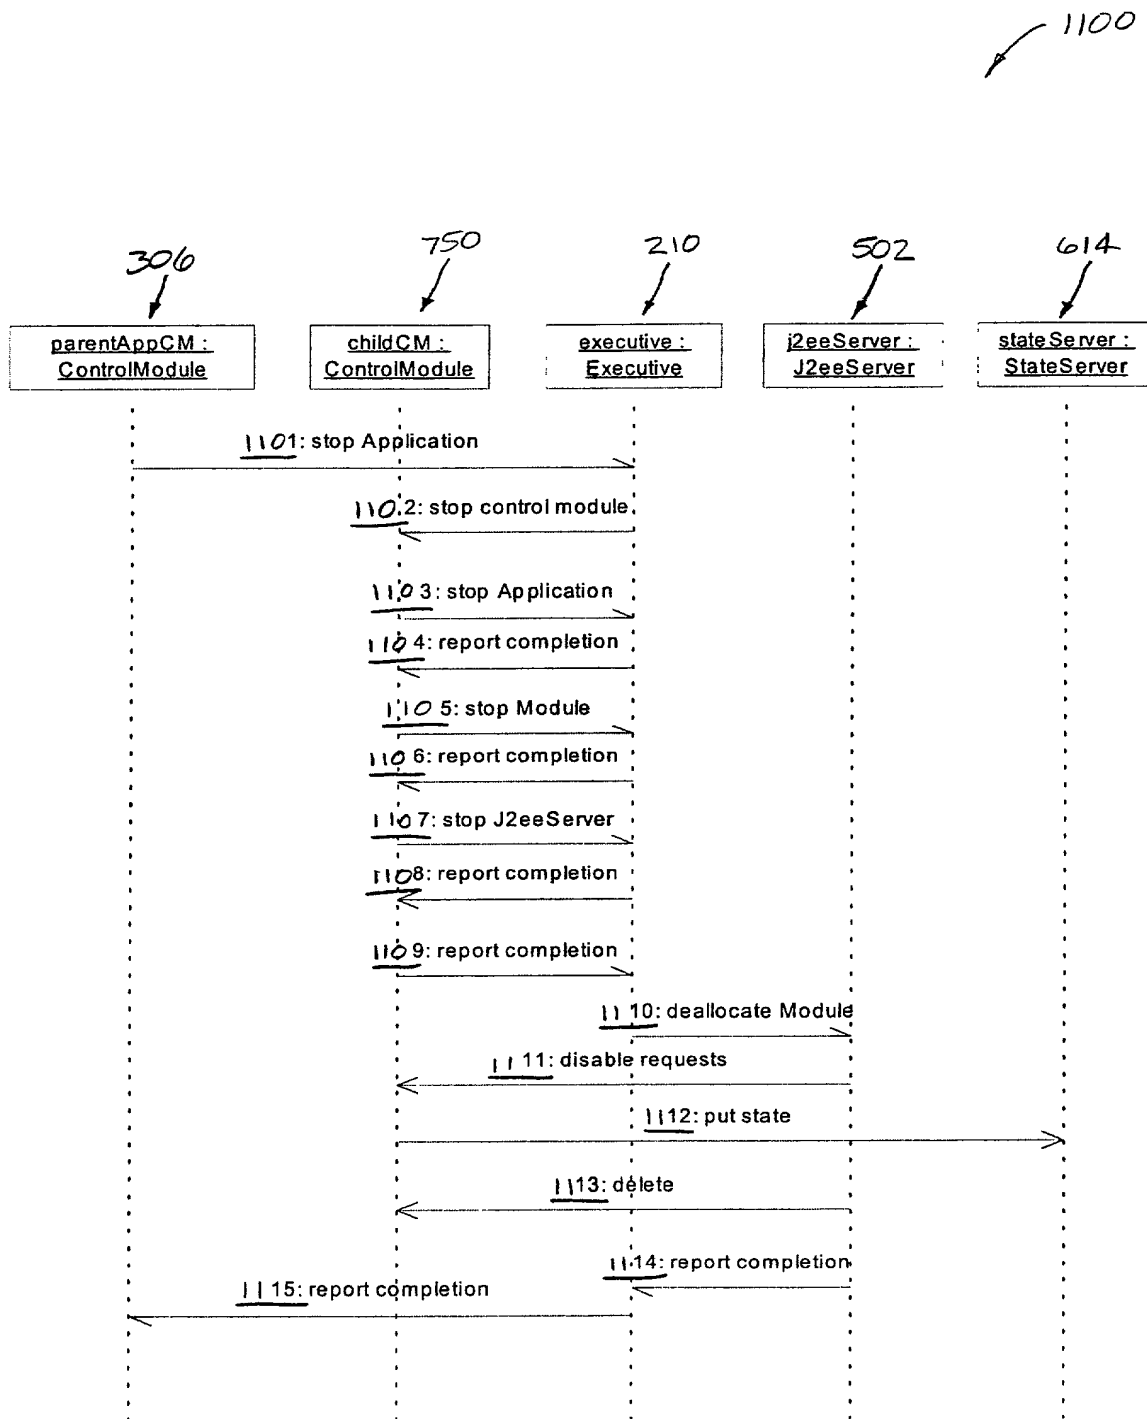 1100
306
750
210
502
614
parentAppCM :
ControlModule
childCM :
ControlModule
executive :
Executive
j2eeServer :
J2eeServer
stateServer :
StateServer
1101: stop Application
1102: stop control module
1103: stop Application
1104: report completion
1105: stop Module
1106: report completion
1107: stop J2eeServer
1108: report completion
1109: report completion
1110: deallocate Module
1111: disable requests
1112: put state
1113: delete
1114: report completion
1115: report completion